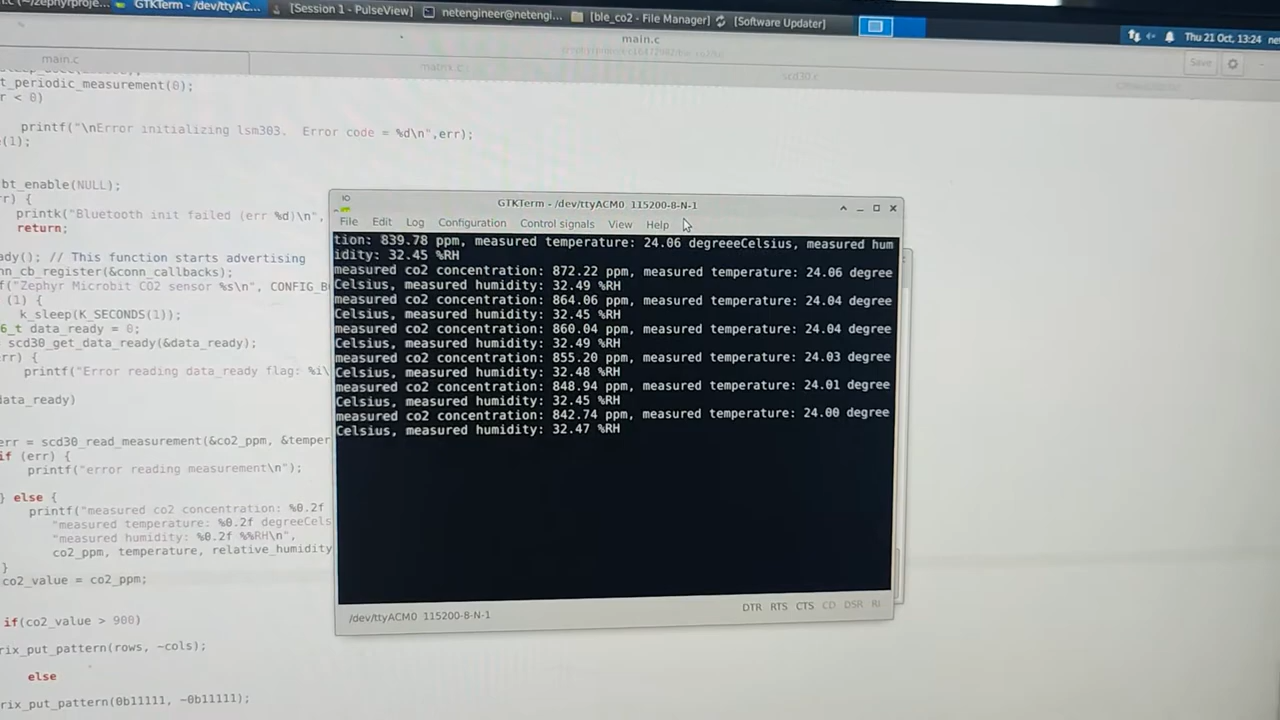 GTKTerm - /dev/ttyAC...
[Session 1 - PulseView]
netengineer@netengi...
[ble_co2 - File Manager]
[Software Updater]
Thu 21 Oct, 13:24
main.c
main.c
scd30.c
Save
t_periodic_measurement(0);
r < 0)
printf("\nError initializing lsm303.  Error code = %d\n",err);
e(1);
bt_enable(NULL);
rr) {
printk("Bluetooth init failed (err %d)\n",
return;
ady(); // This function starts advertising
nn_cb_register(&conn_callbacks);
f("Zephyr Microbit CO2 sensor %s\n", CONFIG_B
(1) {
k_sleep(K_SECONDS(1));
6_t data_ready = 0;
scd30_get_data_ready(&data_ready);
err) {
printf("Error reading data_ready flag: %i\
data_ready)
err = scd30_read_measurement(&co2_ppm, &temper
if (err) {
printf("error reading measurement\n");
} else {
printf("measured co2 concentration: %0.2f
"measured temperature: %0.2f degreeCels
"measured humidity: %0.2f %%RH\n",
co2_ppm, temperature, relative_humidity
}
co2_value = co2_ppm;
if(co2_value > 900)
rix_put_pattern(rows, ~cols);
else
rix_put_pattern(0b11111, ~0b11111);
GTKTerm - /dev/ttyACM0  115200-8-N-1
File Edit Log Configuration Control signals View Help
tion: 839.78 ppm, measured temperature: 24.06 degreeeCelsius, measured hum
idity: 32.45 %RH
measured co2 concentration: 872.22 ppm, measured temperature: 24.06 degree
Celsius, measured humidity: 32.49 %RH
measured co2 concentration: 864.06 ppm, measured temperature: 24.04 degree
Celsius, measured humidity: 32.45 %RH
measured co2 concentration: 860.04 ppm, measured temperature: 24.04 degree
Celsius, measured humidity: 32.49 %RH
measured co2 concentration: 855.20 ppm, measured temperature: 24.03 degree
Celsius, measured humidity: 32.48 %RH
measured co2 concentration: 848.94 ppm, measured temperature: 24.01 degree
Celsius, measured humidity: 32.45 %RH
measured co2 concentration: 842.74 ppm, measured temperature: 24.00 degree
Celsius, measured humidity: 32.47 %RH
/dev/ttyACM0  115200-8-N-1
DTR RTS CTS CD DSR RI